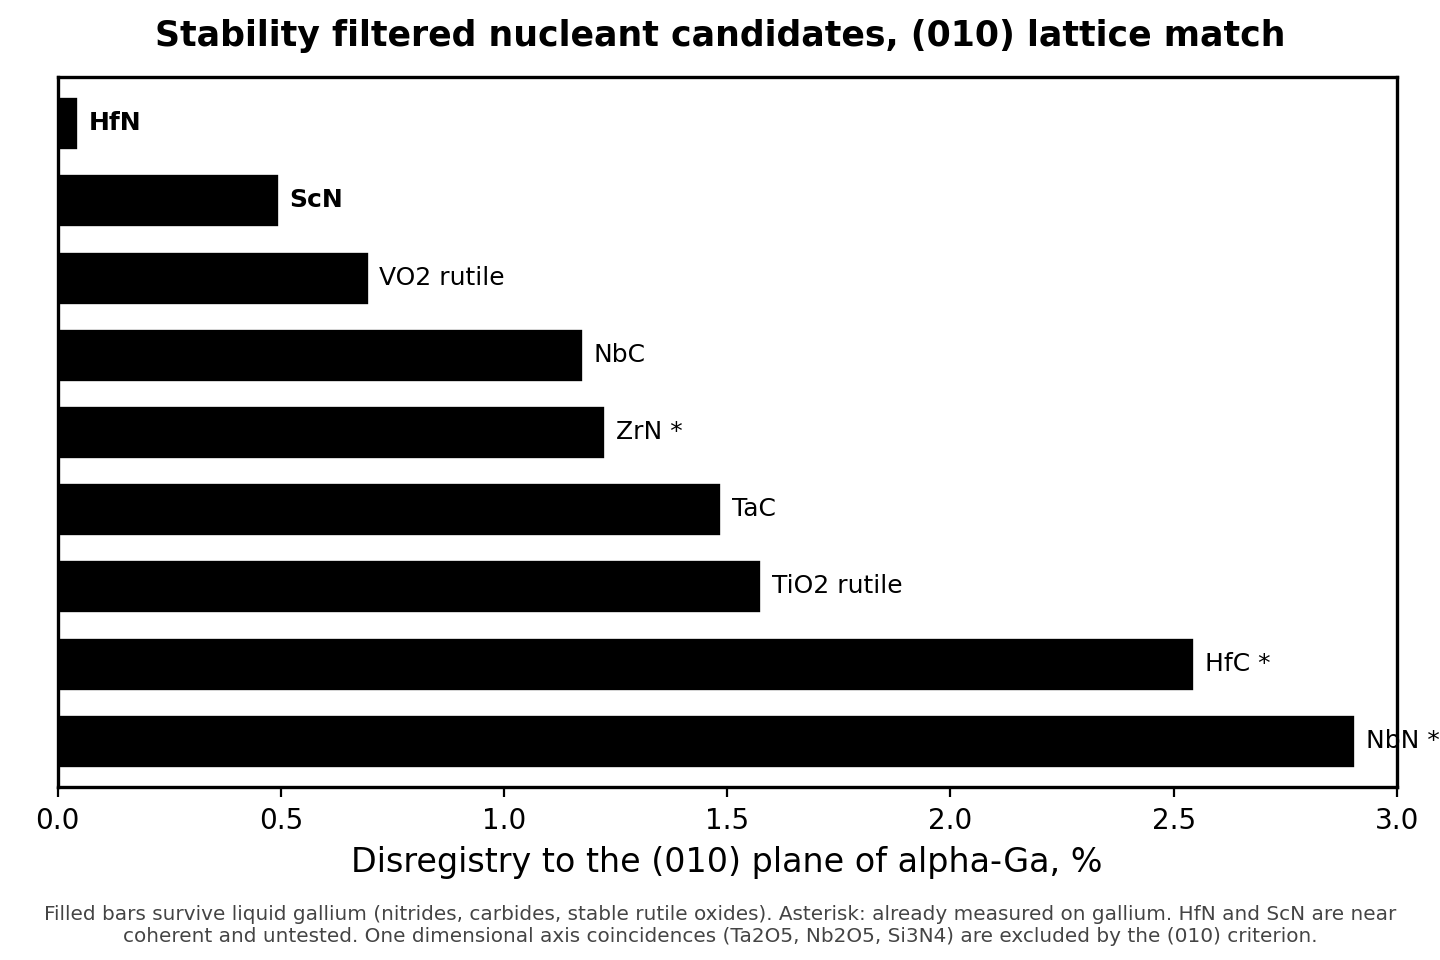 Stability filtered nucleant candidates, (010) lattice match
HfN
ScN
VO2 rutile
NbC
ZrN *
TaC
TiO2 rutile
HfC *
NbN *
0.0 0.5 1.0 1.5 2.0 2.5 3.0
Disregistry to the (010) plane of alpha-Ga, %
Filled bars survive liquid gallium (nitrides, carbides, stable rutile oxides). Asterisk: already measured on gallium. HfN and ScN are near
coherent and untested. One dimensional axis coincidences (Ta2O5, Nb2O5, Si3N4) are excluded by the (010) criterion.